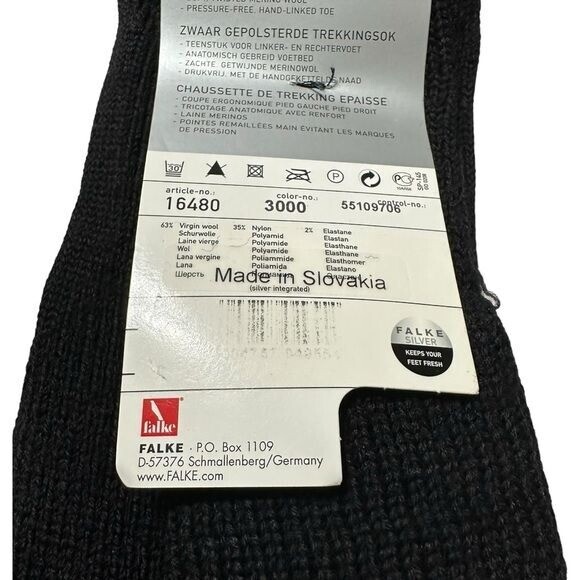 - PRESSURE-FREE, HAND-LINKED TOE
ZWAAR GEPOLSTERDE TREKKINGSOK
- TEENSTUK VOOR LINKER- EN RECHTERVOET
- ANATOMISCH GEBREID VOETBED
- ZACHTE, GETWIJNDE MERINOWOL
- DRUKVRIJ, MET DE HANDGEKETTELDE NAAD
CHAUSSETTE DE TREKKING EPAISSE
- COUPE ERGONOMIQUE PIED GAUCHE PIED DROIT
- TRICOTAGE ANATOMIQUE AVEC RENFORT
- LAINE MERINOS
- POINTES REMAILLÉES MAIN ÉVITANT LES MARQUES
DE PRESSION
30 P
article-no.: color-no.: control-no.:
16480 3000 55109706
63% Virgin wool 35% Nylon 2% Elastane
Schurwolle Polyamid Elastan
Laine vierge Polyamide Elasthane
Wol Polyamide Elasthan
Lana vergine Poliammide Elasthomer
Lana Poliamida Elastano
Шерсть
Made in Slovakia
(silver integrated)
FALKE
SILVER
KEEPS YOUR
FEET FRESH
falke
FALKE · P.O. Box 1109
D-57376 Schmallenberg/Germany
www.FALKE.com